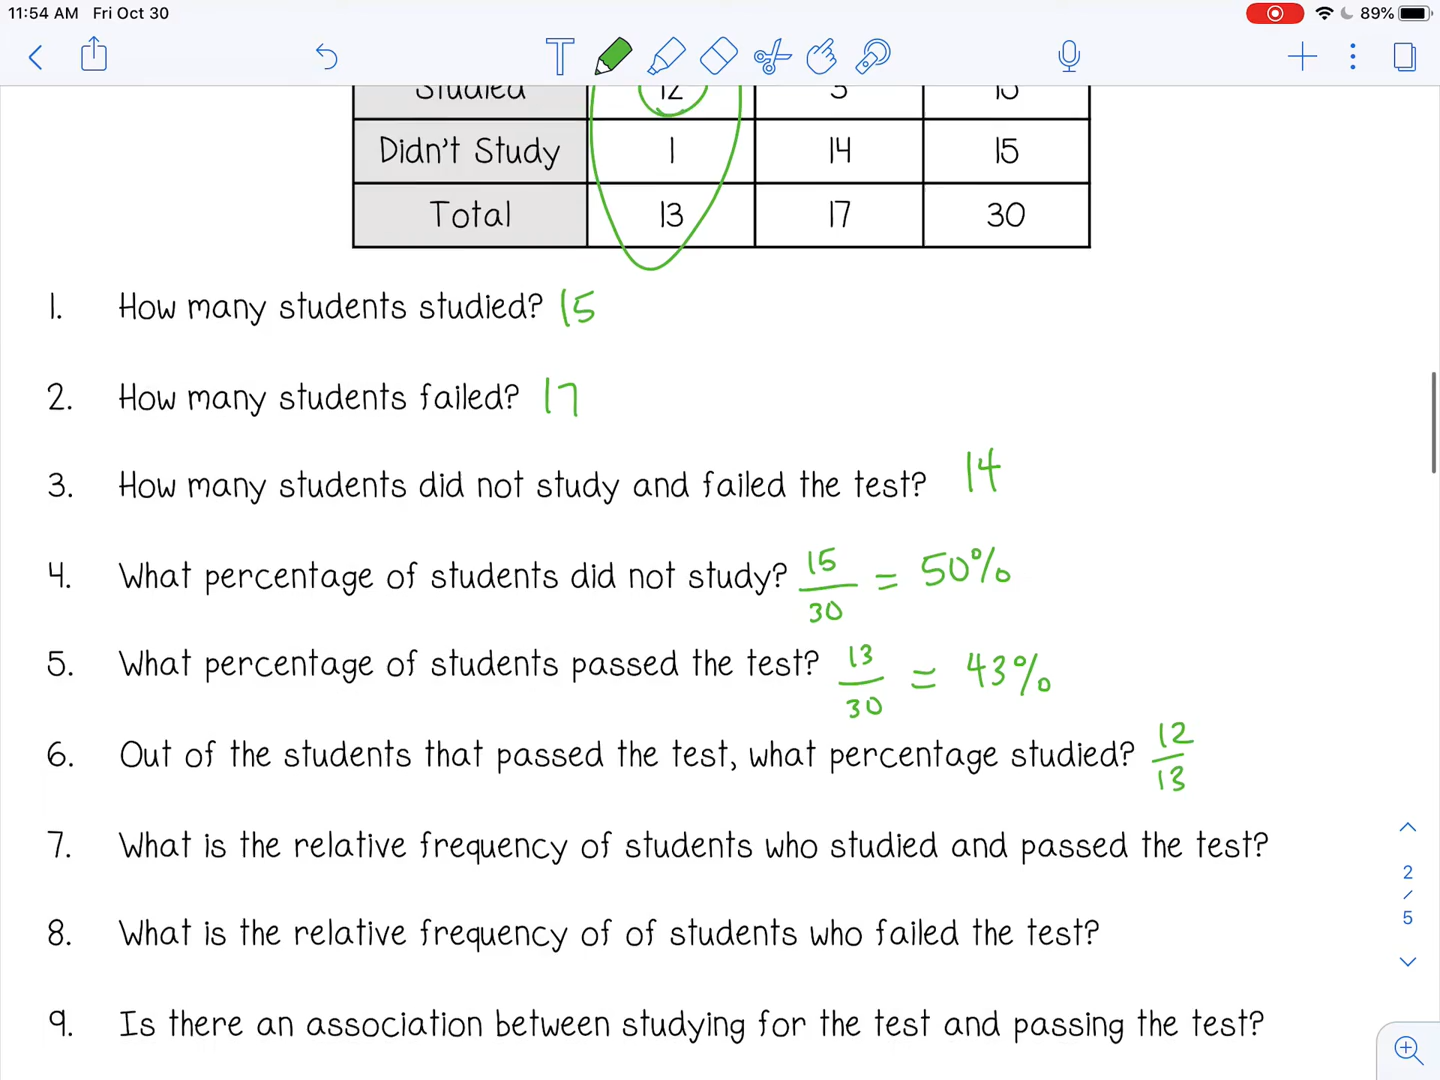 11:54 AM Fri Oct 30 89%
T
Studied 12 3 15
Didn't Study 1 14 15
Total 13 17 30
1. How many students studied? 15
2. How many students failed? 17
3. How many students did not study and failed the test? 14
4. What percentage of students did not study? 15/30 = 50%
5. What percentage of students passed the test? 13/30 = 43%
6. Out of the students that passed the test, what percentage studied? 12/13
7. What is the relative frequency of students who studied and passed the test?
8. What is the relative frequency of of students who failed the test?
9. Is there an association between studying for the test and passing the test?
2
/
5